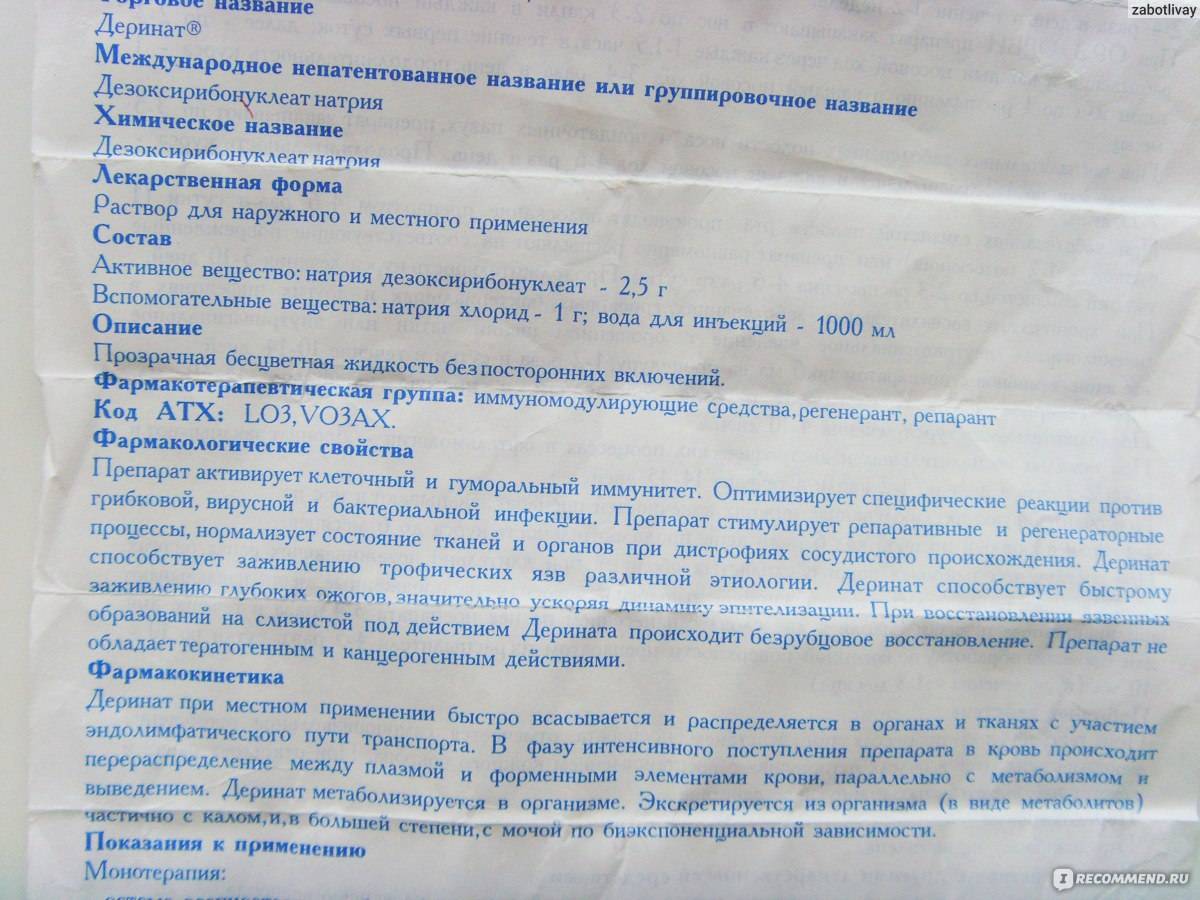 zabotlivay
Торговое название
Деринат®
Международное непатентованное название или группировочное название
Дезоксирибонуклеат натрия
Химическое название
Дезоксирибонуклеат натрия
Лекарственная форма
Раствор для наружного и местного применения
Состав
Активное вещество: натрия дезоксирибонуклеат - 2,5 г
Вспомогательные вещества: натрия хлорид - 1 г; вода для инъекций - 1000 мл
Описание
Прозрачная бесцветная жидкость без посторонних включений.
Фармакотерапевтическая группа: иммуномодулирующие средства, регенерант, репарант
Код АТХ: LO3,VO3AX.
Фармакологические свойства
Препарат активирует клеточный и гуморальный иммунитет. Оптимизирует специфические реакции против
грибковой, вирусной и бактериальной инфекции. Препарат стимулирует репаративные и регенераторные
процессы, нормализует состояние тканей и органов при дистрофиях сосудистого происхождения. Деринат
способствует заживлению трофических язв различной этиологии. Деринат способствует быстрому
заживлению глубоких ожогов, значительно ускоряя динамику эпителизации. При восстановлении язвенных
образований на слизистой под действием Дерината происходит безрубцовое восстановление. Препарат не
обладает тератогенным и канцерогенным действиями.
Фармакокинетика
Деринат при местном применении быстро всасывается и распределяется в органах и тканях с участием
эндолимфатического пути транспорта. В фазу интенсивного поступления препарата в кровь происходит
перераспределение между плазмой и форменными элементами крови, параллельно с метаболизмом и
выведением. Деринат метаболизируется в организме. Экскретируется из организма (в виде метаболитов)
частично с калом, и, в большей степени, с мочой по биэкспоненциальной зависимости.
Показания к применению
Монотерапия:
I RECOMMEND.RU